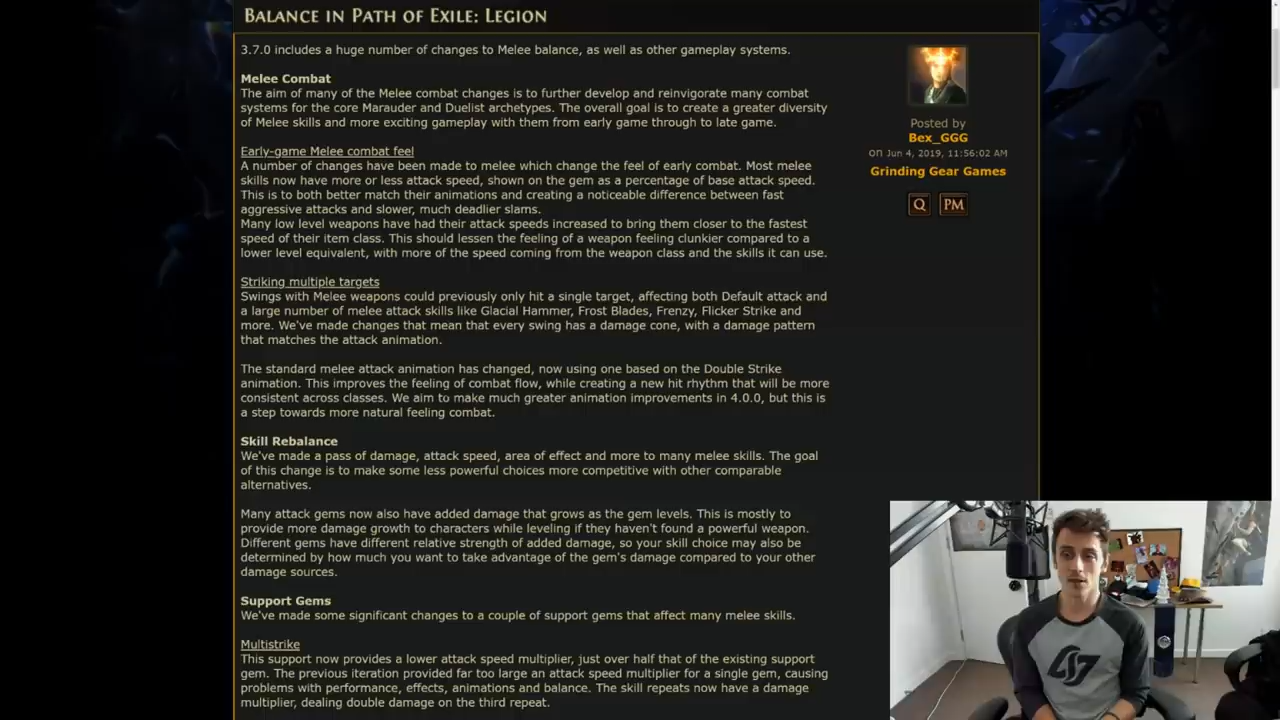 Balance in Path of Exile: Legion
3.7.0 includes a huge number of changes to Melee balance, as well as other gameplay systems.
Melee Combat
The aim of many of the Melee combat changes is to further develop and reinvigorate many combat
systems for the core Marauder and Duelist archetypes. The overall goal is to create a greater diversity
of Melee skills and more exciting gameplay with them from early game through to late game.
Early-game Melee combat feel
A number of changes have been made to melee which change the feel of early combat. Most melee
skills now have more or less attack speed, shown on the gem as a percentage of base attack speed.
This is to both better match their animations and creating a noticeable difference between fast
aggressive attacks and slower, much deadlier slams.
Many low level weapons have had their attack speeds increased to bring them closer to the fastest
speed of their item class. This should lessen the feeling of a weapon feeling clunkier compared to a
lower level equivalent, with more of the speed coming from the weapon class and the skills it can use.
Striking multiple targets
Swings with Melee weapons could previously only hit a single target, affecting both Default attack and
a large number of melee attack skills like Glacial Hammer, Frost Blades, Frenzy, Flicker Strike and
more. We've made changes that mean that every swing has a damage cone, with a damage pattern
that matches the attack animation.
The standard melee attack animation has changed, now using one based on the Double Strike
animation. This improves the feeling of combat flow, while creating a new hit rhythm that will be more
consistent across classes. We aim to make much greater animation improvements in 4.0.0, but this is
a step towards more natural feeling combat.
Skill Rebalance
We've made a pass of damage, attack speed, area of effect and more to many melee skills. The goal
of this change is to make some less powerful choices more competitive with other comparable
alternatives.
Many attack gems now also have added damage that grows as the gem levels. This is mostly to
provide more damage growth to characters while leveling if they haven't found a powerful weapon.
Different gems have different relative strength of added damage, so your skill choice may also be
determined by how much you want to take advantage of the gem's damage compared to your other
damage sources.
Support Gems
We've made some significant changes to a couple of support gems that affect many melee skills.
Multistrike
This support now provides a lower attack speed multiplier, just over half that of the existing support
gem. The previous iteration provided far too large an attack speed multiplier for a single gem, causing
problems with performance, effects, animations and balance. The skill repeats now have a damage
multiplier, dealing double damage on the third repeat.
Posted by
Bex_GGG
on Jun 4, 2019, 11:56:02 AM
Grinding Gear Games
Q PM